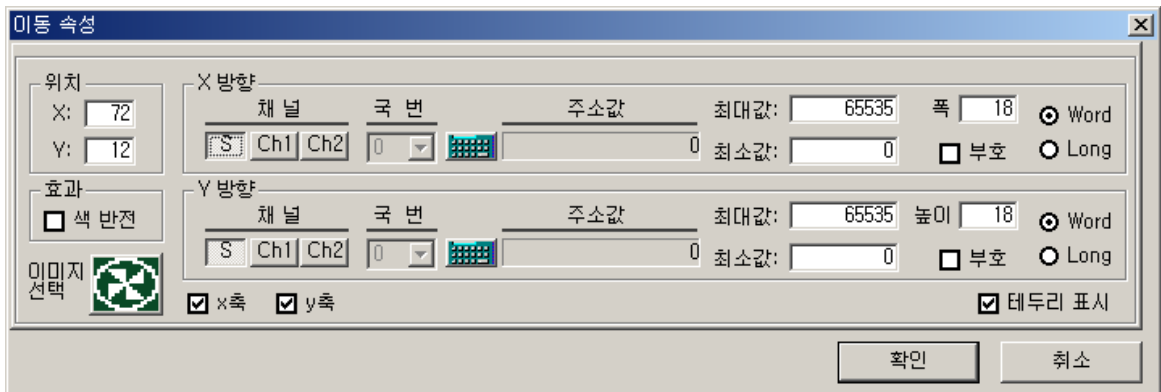 이동 속성
위치
X: 72
Y: 12
효과
색 반전
이미지
선택
X 방향
채 널 국 번 주소값 최대값: 65535 폭 18 Word
S Ch1 Ch2 0 0 최소값: 0 부호 Long
Y 방향
채 널 국 번 주소값 최대값: 65535 높이 18 Word
S Ch1 Ch2 0 0 최소값: 0 부호 Long
x축 y축 테두리 표시
확인 취소